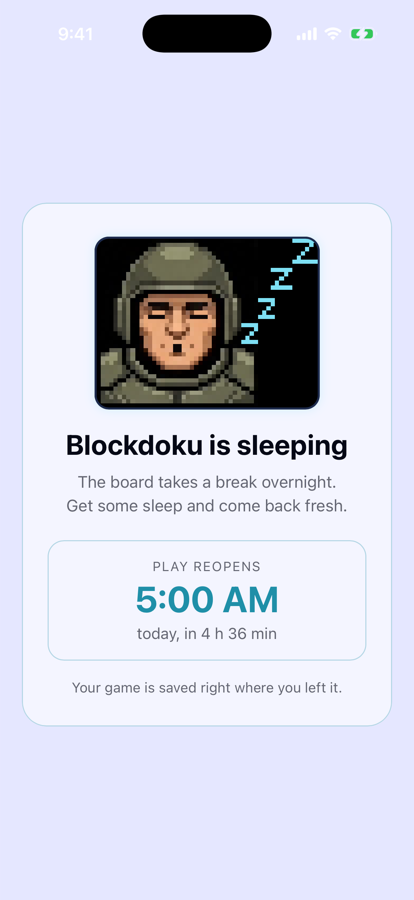 9:41
Z
Z
Z
Z
Blockdoku is sleeping
The board takes a break overnight.
Get some sleep and come back fresh.
PLAY REOPENS
5:00 AM
today, in 4 h 36 min
Your game is saved right where you left it.